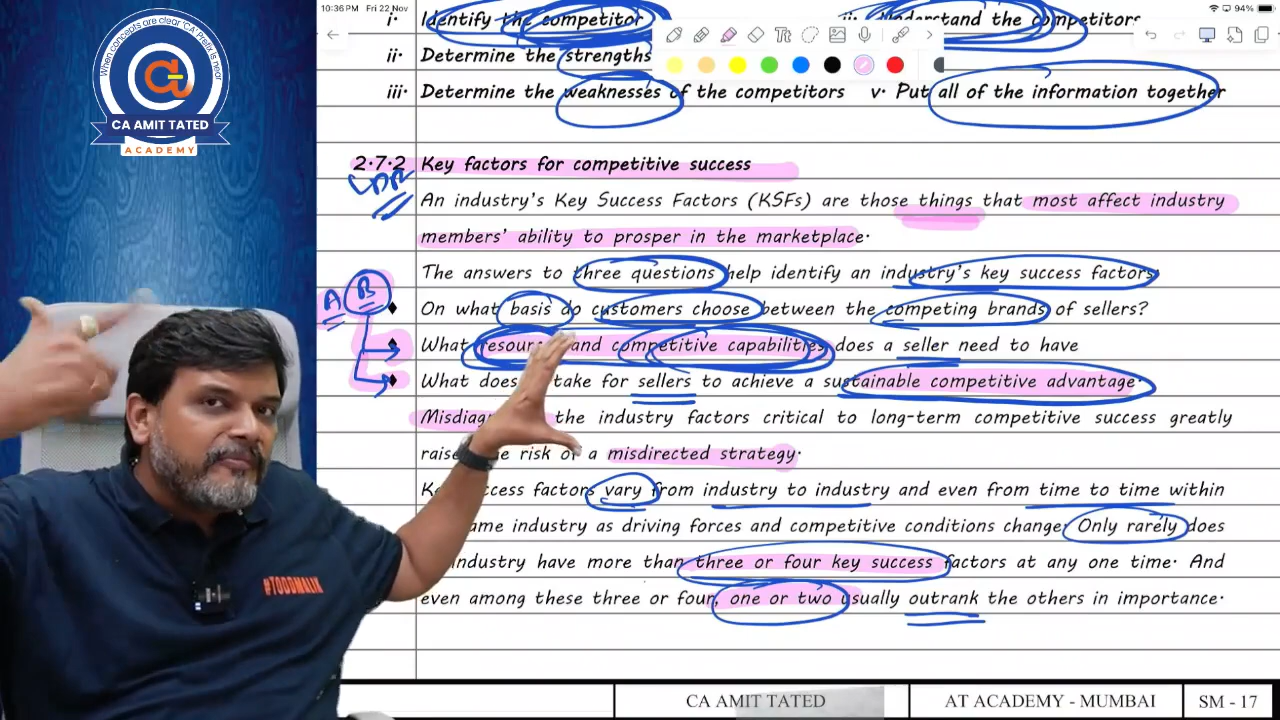 10:36 PM Fri 22 Nov
94%
i· Identify the competitor
iii· Understand the competitors
ii· Determine the strengths
iii· Determine the weaknesses of the competitors v· Put all of the information together
When concepts are clear 'CA' Prefix is near
CA AMIT TATED
ACADEMY
2·7·2 Key factors for competitive success
LDR
An industry's Key Success Factors (KSFs) are those things that most affect industry
members' ability to prosper in the marketplace·
The answers to three questions help identify an industry's key success factors
A B
♦ On what basis do customers choose between the competing brands of sellers?
♦ What and competitive capabilities does a seller need to have
♦ What does take for sellers to achieve a sustainable competitive advantage·
the industry factors critical to long-term competitive success greatly
risk of a misdirected strategy·
factors vary from industry to industry and even from time to time within
industry as driving forces and competitive conditions change· Only rarely does
industry have more than three or four key success factors at any one time· And
even among these three or four, one or two usually outrank the others in importance·
#TODOMALIK
CA AMIT TATED
AT ACADEMY - MUMBAI
SM - 17